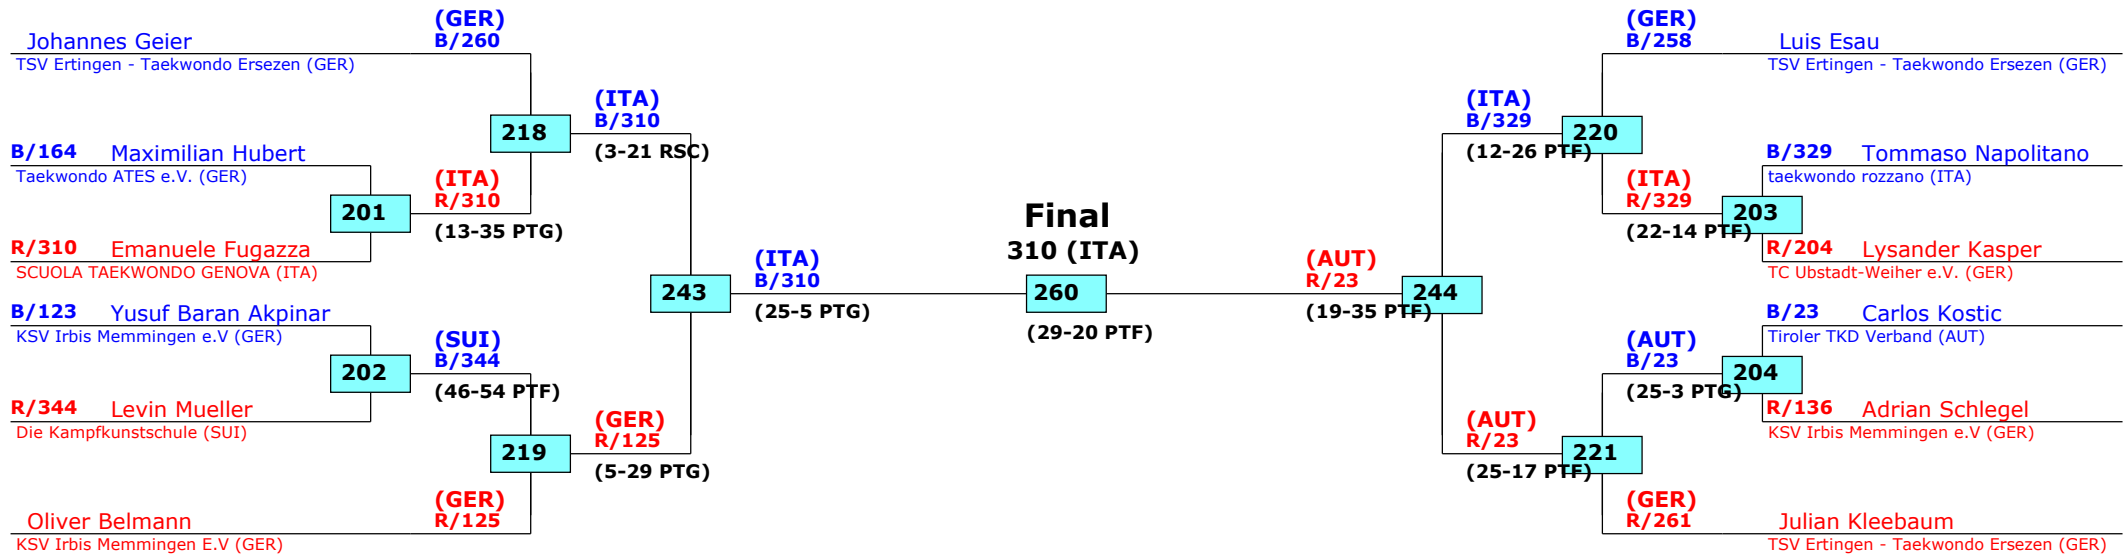 (GER)
B/260
Johannes Geier
TSV Ertingen - Taekwondo Ersezen (GER)
B/164 Maximilian Hubert
Taekwondo ATES e.V. (GER)
201
R/310 Emanuele Fugazza
SCUOLA TAEKWONDO GENOVA (ITA)
218
(ITA)
R/310
(13-35 PTG)
(ITA)
B/310
(3-21 RSC)
B/123 Yusuf Baran Akpinar
KSV Irbis Memmingen e.V (GER)
202
R/344 Levin Mueller
Die Kampfkunstschule (SUI)
(SUI)
B/344
(46-54 PTF)
219
(GER)
R/125
(5-29 PTG)
(GER)
R/125
Oliver Belmann
KSV Irbis Memmingen E.V (GER)
243
(ITA)
B/310
(25-5 PTG)
Final
310 (ITA)
260
(29-20 PTF)
(AUT)
R/23
(19-35 PTF)
244
(ITA)
B/329
(12-26 PTF)
220
(GER)
B/258
Luis Esau
TSV Ertingen - Taekwondo Ersezen (GER)
(ITA)
R/329
(22-14 PTF)
203
B/329 Tommaso Napolitano
taekwondo rozzano (ITA)
R/204 Lysander Kasper
TC Ubstadt-Weiher e.V. (GER)
(AUT)
B/23
(25-3 PTG)
204
B/23 Carlos Kostic
Tiroler TKD Verband (AUT)
R/136 Adrian Schlegel
KSV Irbis Memmingen e.V (GER)
(AUT)
R/23
(25-17 PTF)
221
(GER)
R/261
Julian Kleebaum
TSV Ertingen - Taekwondo Ersezen (GER)